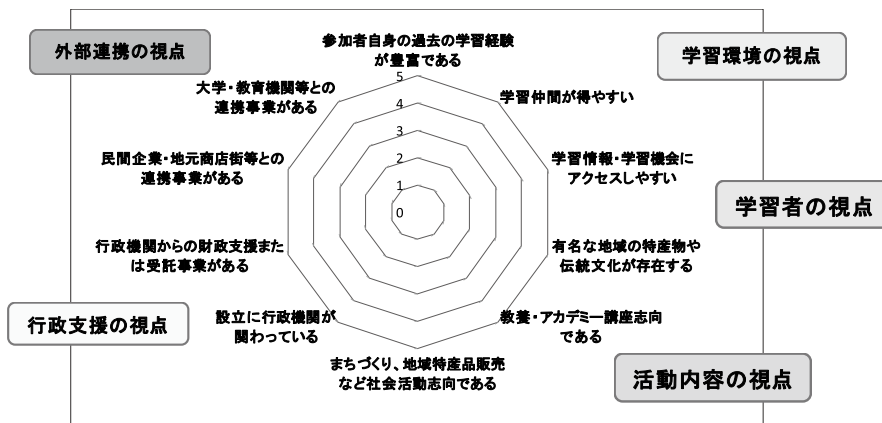 外部連携の視点
参加者自身の過去の学習経験
が豊富である
学習環境の視点
大学・教育機関等との
連携事業がある
学習仲間が得やすい
民間企業・地元商店街等との
連携事業がある
学習情報・学習機会に
アクセスしやすい
学習者の視点
行政機関からの財政支援また
は受託事業がある
有名な地域の特産物や
伝統文化が存在する
行政支援の視点
設立に行政機関が
関わっている
教養・アカデミー講座志向
である
まちづくり、地域特産品販売
など社会活動志向である
活動内容の視点
5
4
3
2
1
0